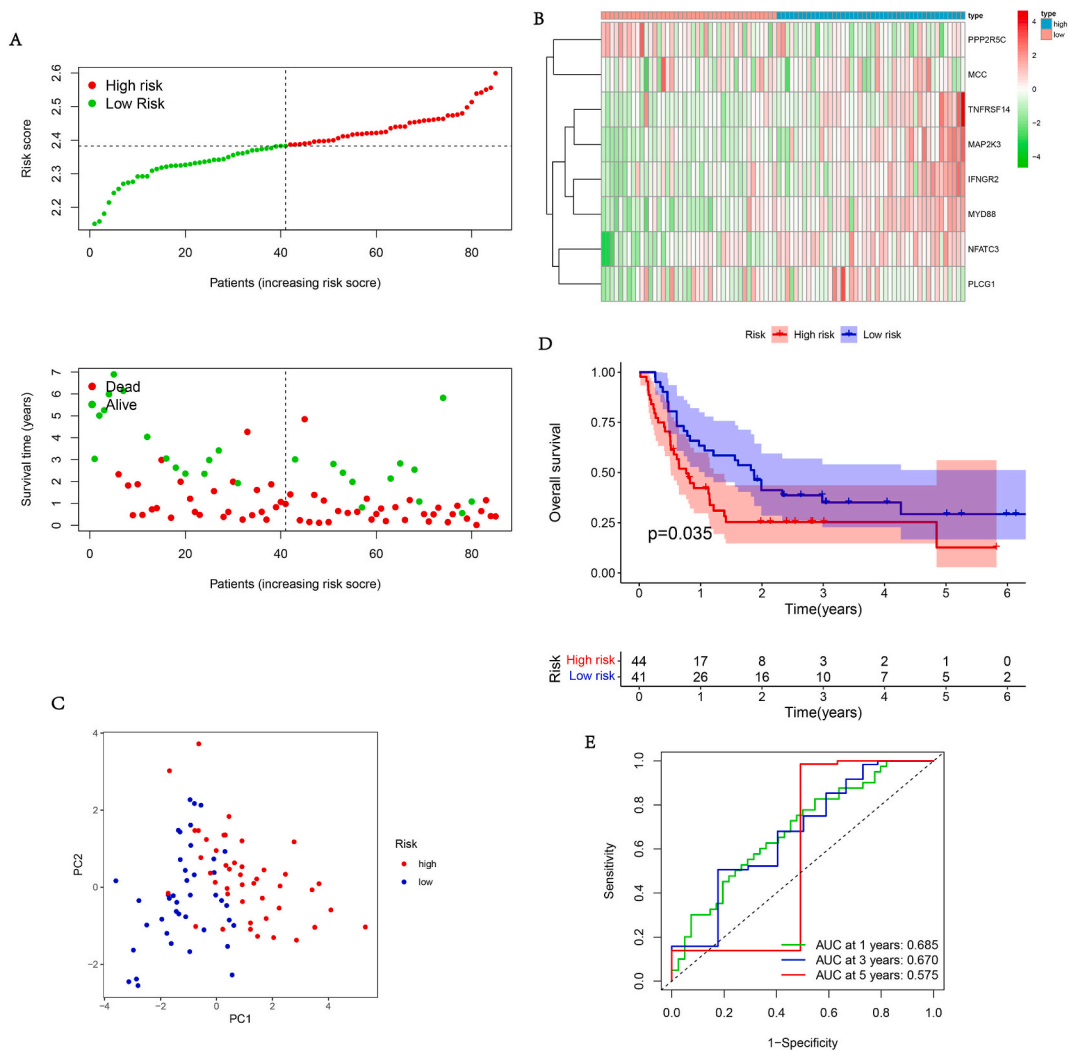 A
High risk
Low Risk
Risk score
2.6
2.5
2.4
2.3
2.2
0 20 40 60 80
Patients (increasing risk socre)
Dead
Alive
Survival time (years)
7
6
5
4
3
2
1
0
0 20 40 60 80
Patients (increasing risk socre)
B
type
PPP2R5C
MCC
TNFRSF14
MAP2K3
IFNGR2
MYD88
NFATC3
PLCG1
4
2
0
−2
−4
type
high
low
C
PC2
4
2
0
−2
−4 −2 0 2 4
PC1
Risk
high
low
D
Risk High risk Low risk
Overall survival
1.00
0.75
0.50
0.25
0.00
p=0.035
0 1 2 3 4 5 6
Time(years)
Risk
High risk 44 17 8 3 2 1 0
Low risk 41 26 16 10 7 5 2
0 1 2 3 4 5 6
Time(years)
E
Sensitivity
1.0
0.8
0.6
0.4
0.2
0.0
AUC at 1 years: 0.685
AUC at 3 years: 0.670
AUC at 5 years: 0.575
0.0 0.2 0.4 0.6 0.8 1.0
1−Specificity